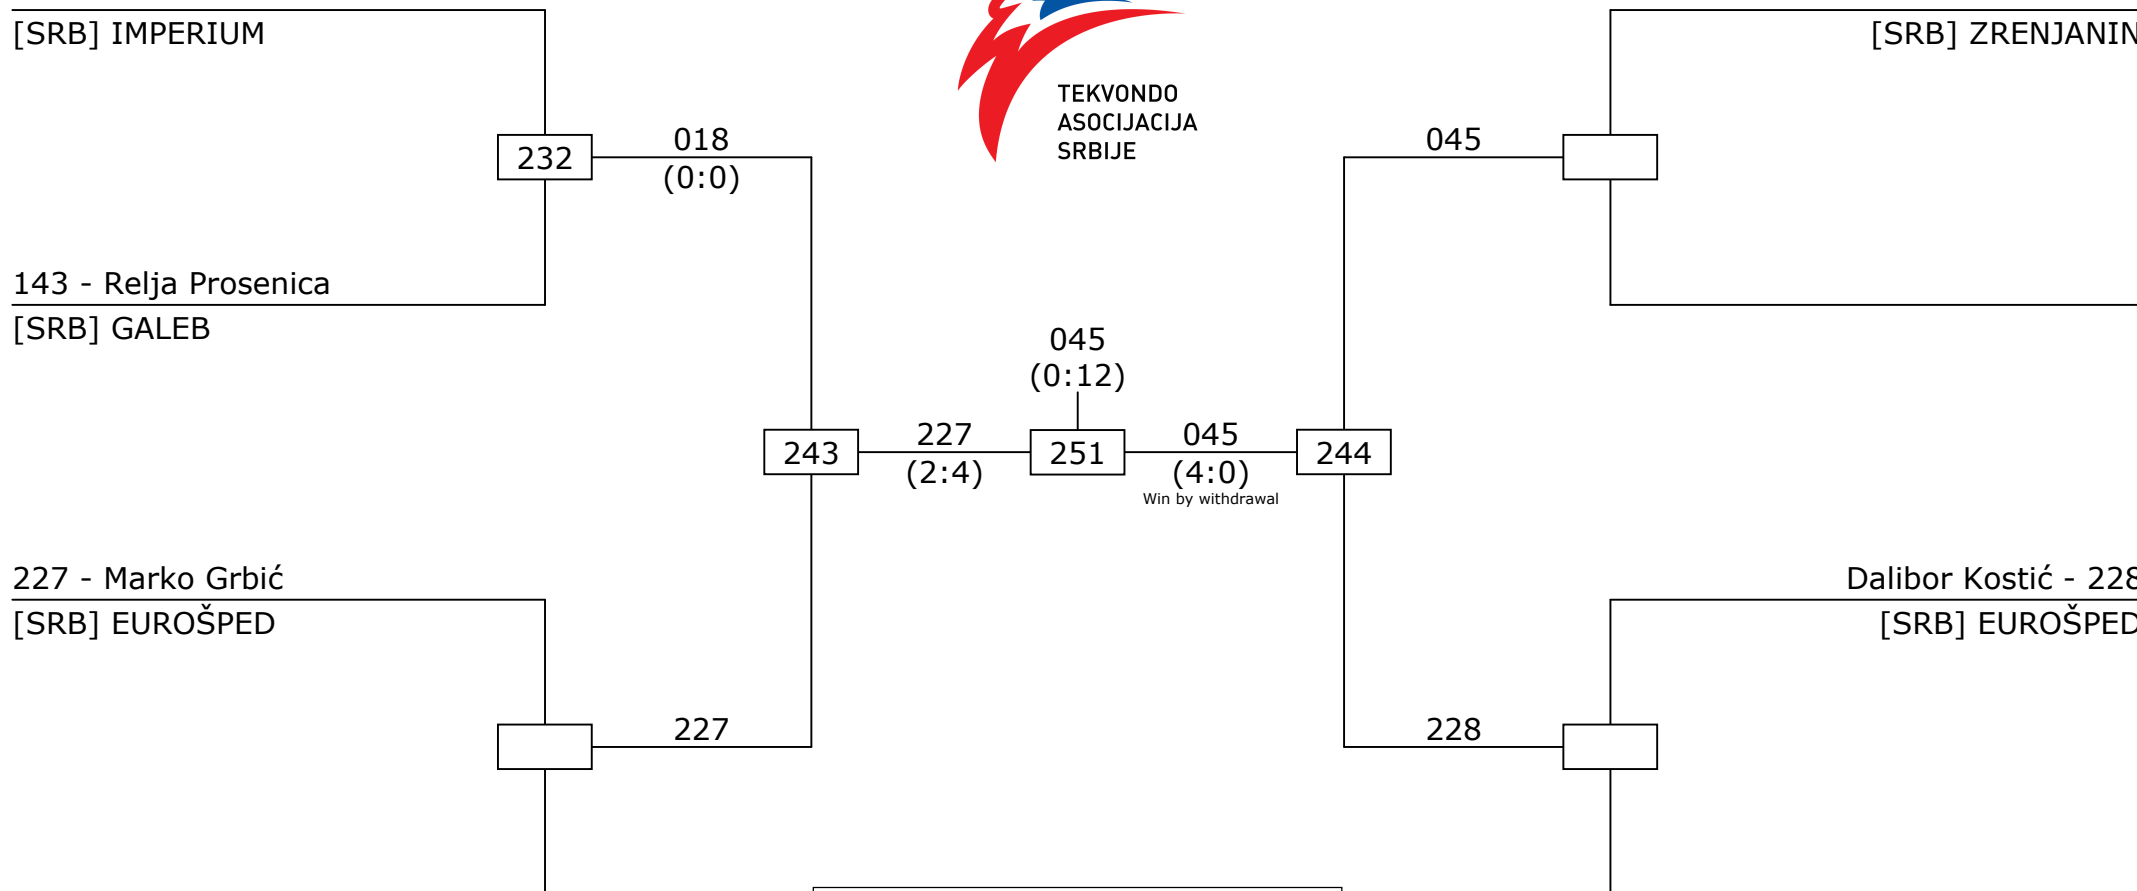 [SRB] IMPERIUM
[SRB] ZRENJANIN
TEKVONDO
ASOCIJACIJA
SRBIJE
232
018
(0:0)
045
143 - Relja Prosenica
[SRB] GALEB
045
(0:12)
243
227
(2:4)
251
045
(4:0)
Win by withdrawal
244
227 - Marko Grbić
[SRB] EUROŠPED
Dalibor Kostić - 228
[SRB] EUROŠPED
227
228